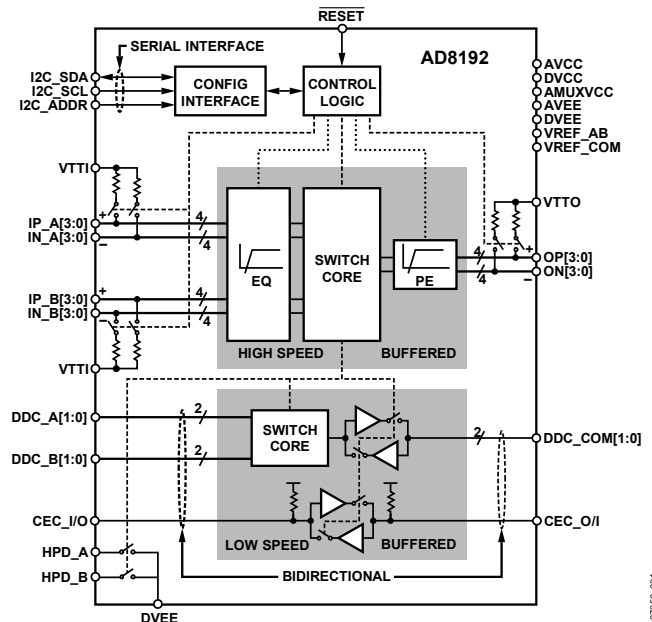 RESET
SERIAL INTERFACE
AD8192
I2C_SDA
I2C_SCL
I2C_ADDR
CONFIG
INTERFACE
CONTROL
LOGIC
AVCC
DVCC
AMUXVCC
AVEE
DVEE
VREF_AB
VREF_COM
VTTI
VTTO
+
IP_A[3:0]
IN_A[3:0]
–
4
4
EQ
SWITCH
CORE
PE
4
4
+
OP[3:0]
ON[3:0]
–
+
IP_B[3:0]
IN_B[3:0]
–
4
4
HIGH SPEED
BUFFERED
VTTI
DDC_A[1:0]
2
DDC_B[1:0]
2
SWITCH
CORE
2
DDC_COM[1:0]
CEC_I/O
CEC_O/I
LOW SPEED
BUFFERED
HPD_A
HPD_B
BIDIRECTIONAL
DVEE